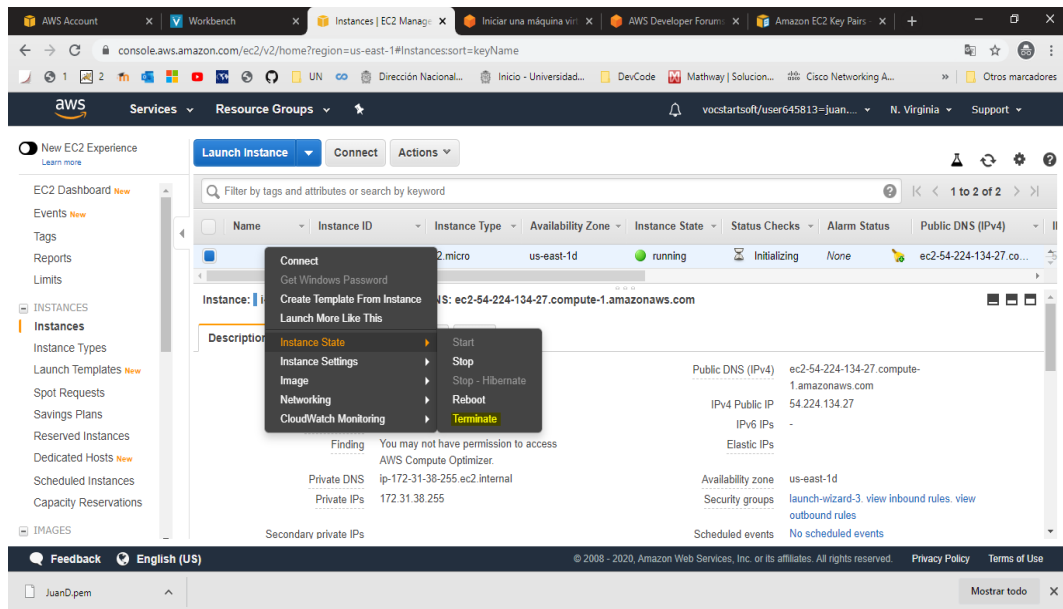 AWS Account
Workbench
Instances | EC2 Manage
Iniciar una máquina virt
AWS Developer Forums
Amazon EC2 Key Pairs -
console.aws.amazon.com/ec2/v2/home?region=us-east-1#Instances:sort=keyName
1 2 UN Dirección Nacional... Inicio - Universidad... DevCode Mathway | Solucion... Cisco Networking A... » Otros marcadores
aws Services Resource Groups vocstartsoft/user645813=juan.... N. Virginia Support
New EC2 Experience
Learn more
Launch Instance Connect Actions
EC2 Dashboard New
Filter by tags and attributes or search by keyword
1 to 2 of 2
Events New
Tags
Reports
Limits
INSTANCES
Instances
Instance Types
Launch Templates New
Spot Requests
Savings Plans
Reserved Instances
Dedicated Hosts New
Scheduled Instances
Capacity Reservations
IMAGES
Name Instance ID Instance Type Availability Zone Instance State Status Checks Alarm Status Public DNS (IPv4)
2.micro us-east-1d running Initializing None ec2-54-224-134-27.co...
Instance: NS: ec2-54-224-134-27.compute-1.amazonaws.com
Description
Connect
Get Windows Password
Create Template From Instance
Launch More Like This
Instance State
Instance Settings
Image
Networking
CloudWatch Monitoring
Start
Stop
Stop - Hibernate
Reboot
Terminate
Finding You may not have permission to access
AWS Compute Optimizer.
Private DNS ip-172-31-38-255.ec2.internal
Private IPs 172.31.38.255
Secondary private IPs
Public DNS (IPv4) ec2-54-224-134-27.compute-
1.amazonaws.com
IPv4 Public IP 54.224.134.27
IPv6 IPs -
Elastic IPs
Availability zone us-east-1d
Security groups launch-wizard-3. view inbound rules. view
outbound rules
Scheduled events No scheduled events
Feedback English (US) © 2008 - 2020, Amazon Web Services, Inc. or its affiliates. All rights reserved. Privacy Policy Terms of Use
JuanD.pem Mostrar todo